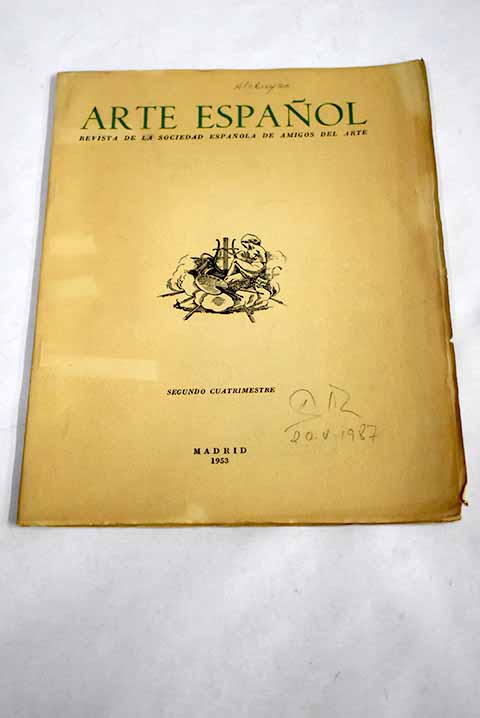 ARTE ESPAÑOL
REVISTA DE LA SOCIEDAD ESPAÑOLA DE AMIGOS DEL ARTE
SEGUNDO CUATRIMESTRE
20-V-1987
MADRID
1953